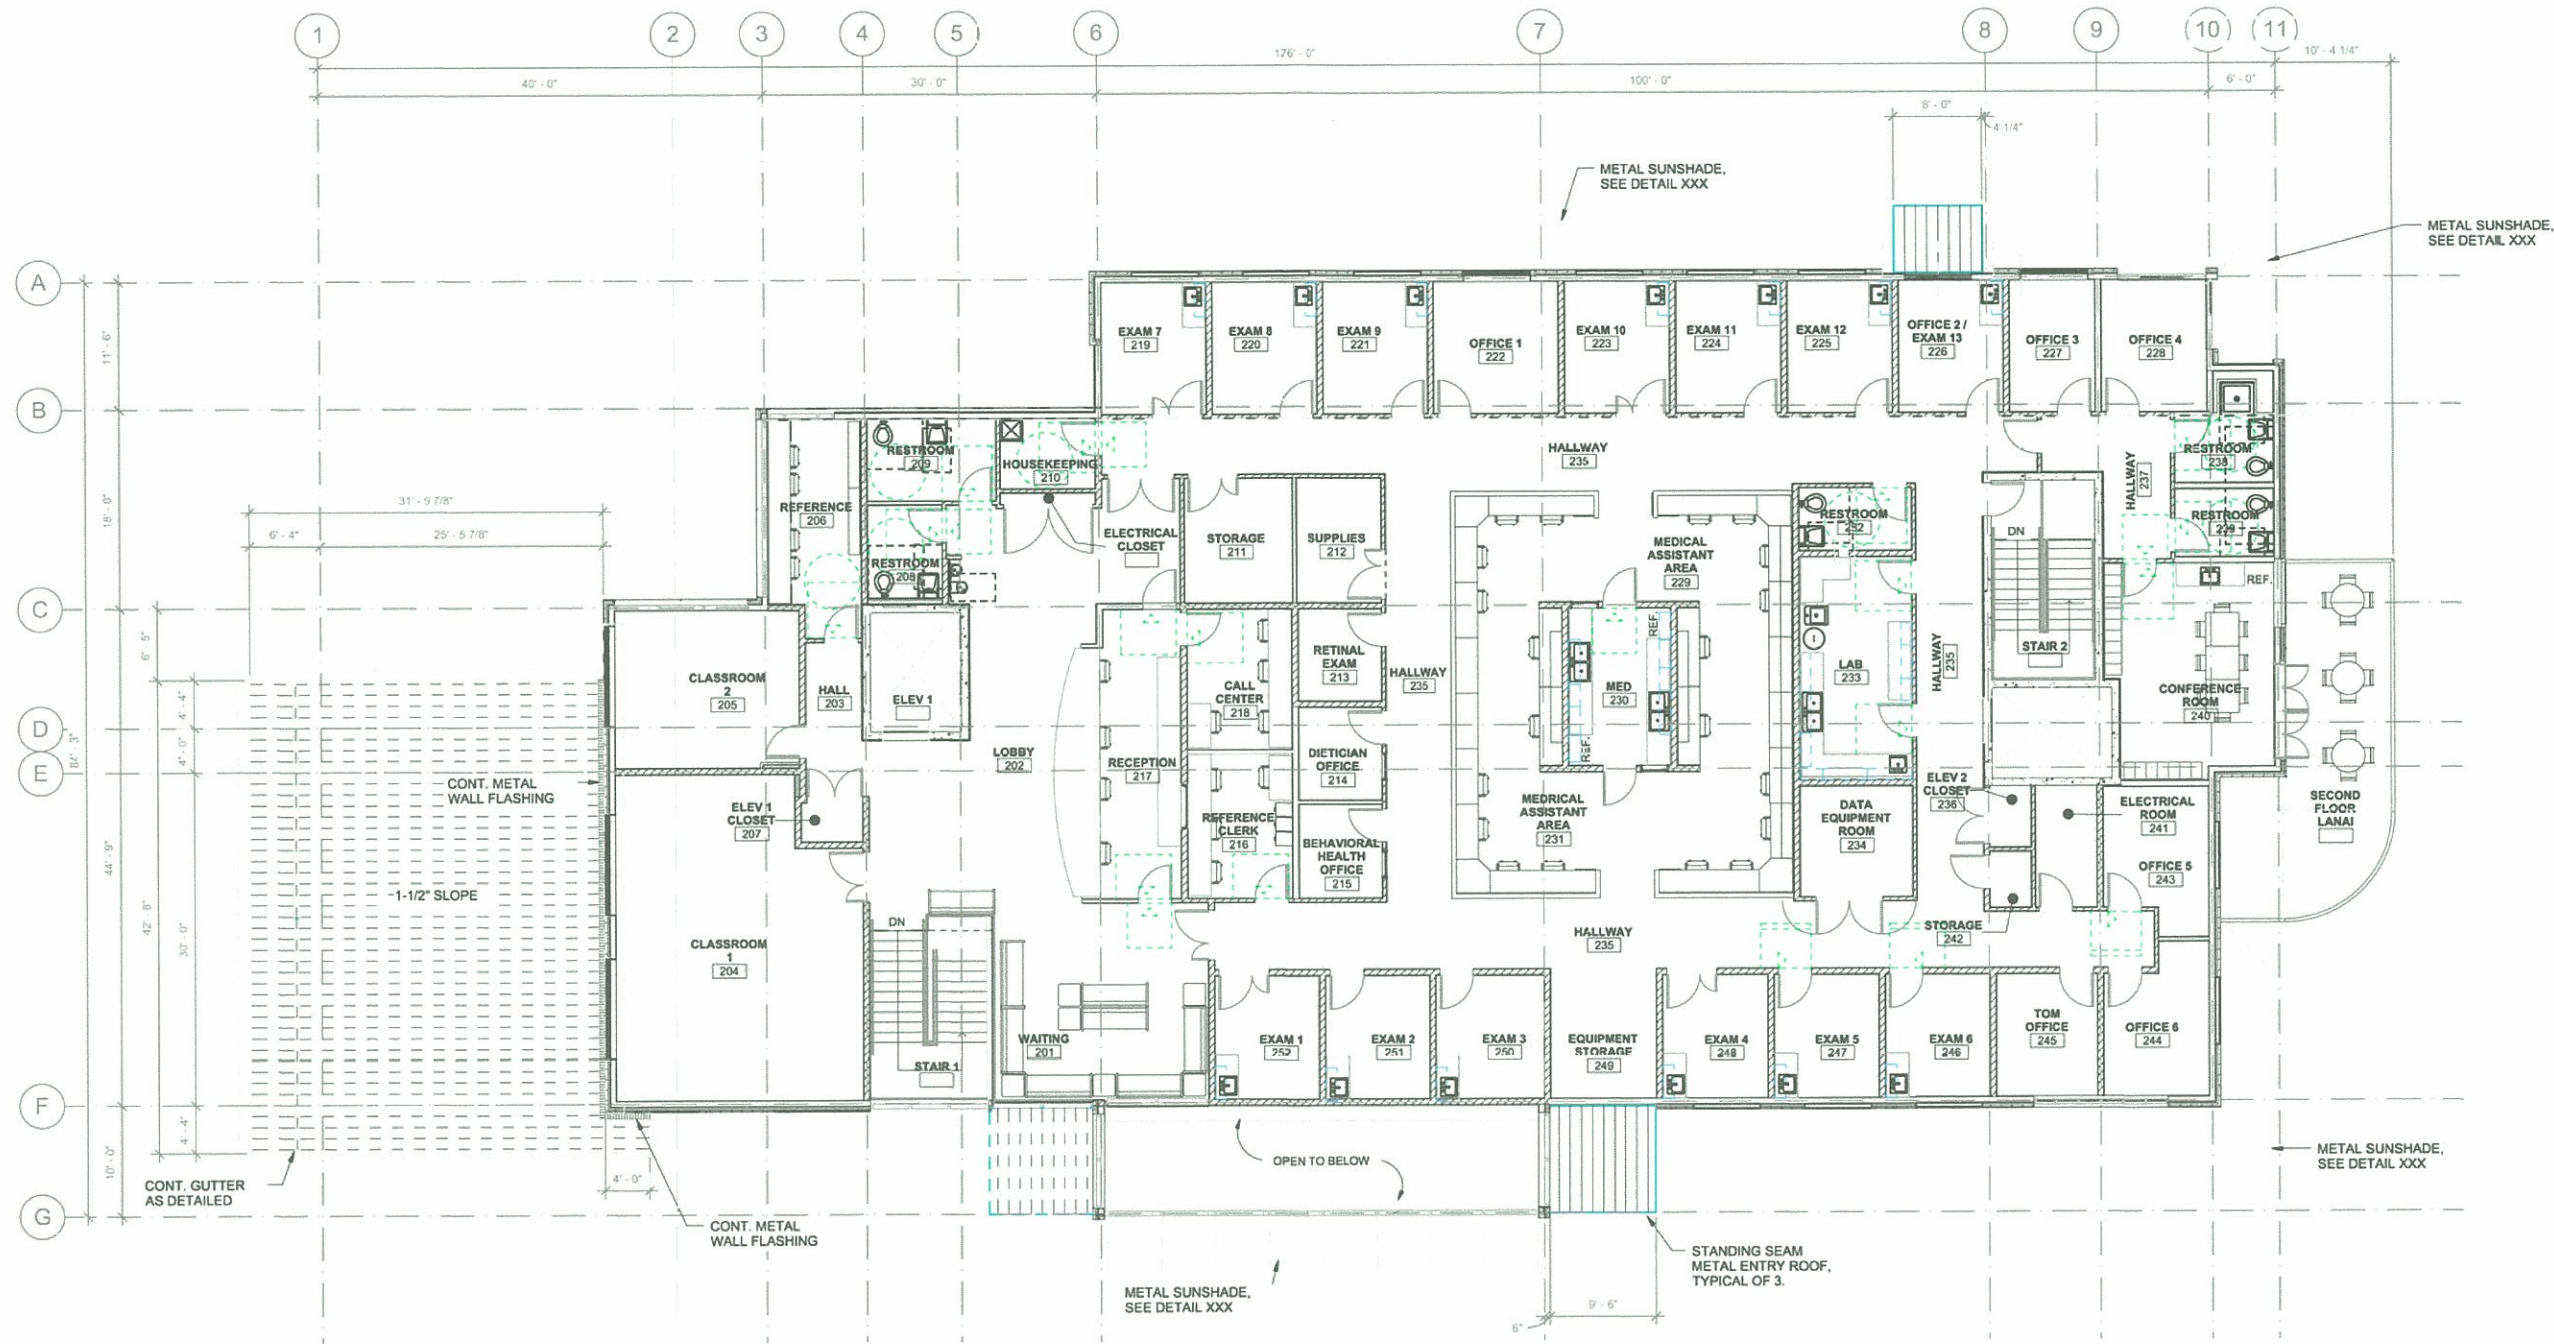 1
2
3
4
5
6
7
8
9
10
11
176' - 0"
10' - 4 1/4"
40' - 0"
30' - 0"
100' - 0"
6' - 0"
8' - 0"
4 1/4"
METAL SUNSHADE,
SEE DETAIL XXX
METAL SUNSHADE,
SEE DETAIL XXX
A
B
C
D
E
F
G
11' - 6"
18' - 0"
84' - 3"
44' - 9"
10' - 0"
6' - 5"
42' - 8"
4' - 4"
4' - 0"
30' - 0"
4' - 4"
31' - 9 7/8"
6' - 4"
25' - 5 7/8"
EXAM 7
219
EXAM 8
220
EXAM 9
221
OFFICE 1
222
EXAM 10
223
EXAM 11
224
EXAM 12
225
OFFICE 2 /
EXAM 13
226
OFFICE 3
227
OFFICE 4
228
RESTROOM
209
HOUSEKEEPING
210
REFERENCE
206
RESTROOM
208
ELECTRICAL
CLOSET
STORAGE
211
SUPPLIES
212
HALLWAY
235
MEDICAL
ASSISTANT
AREA
229
RESTROOM
232
HALLWAY
237
RESTROOM
238
RESTROOM
239
DN
STAIR 2
REF.
CLASSROOM
2
205
HALL
203
ELEV 1
LOBBY
202
RECEPTION
217
CALL
CENTER
218
RETINAL
EXAM
213
HALLWAY
235
DIETICIAN
OFFICE
214
REF.
MED
230
REF.
LAB
233
HALLWAY
235
CONFERENCE
ROOM
240
CONT. METAL
WALL FLASHING
ELEV 1
CLOSET
207
REFERENCE
CLERK
216
BEHAVIORAL
HEALTH
OFFICE
215
MEDRICAL
ASSISTANT
AREA
231
DATA
EQUIPMENT
ROOM
234
ELEV 2
CLOSET
236
ELECTRICAL
ROOM
241
OFFICE 5
243
SECOND
FLOOR
LANAI
1-1/2" SLOPE
CLASSROOM
1
204
DN
HALLWAY
235
STORAGE
242
WAITING
201
STAIR 1
EXAM 1
252
EXAM 2
251
EXAM 3
250
EQUIPMENT
STORAGE
249
EXAM 4
248
EXAM 5
247
EXAM 6
246
TOM
OFFICE
245
OFFICE 6
244
CONT. GUTTER
AS DETAILED
4' - 0"
CONT. METAL
WALL FLASHING
OPEN TO BELOW
METAL SUNSHADE,
SEE DETAIL XXX
METAL SUNSHADE,
SEE DETAIL XXX
STANDING SEAM
METAL ENTRY ROOF,
TYPICAL OF 3.
9' - 6"
6"